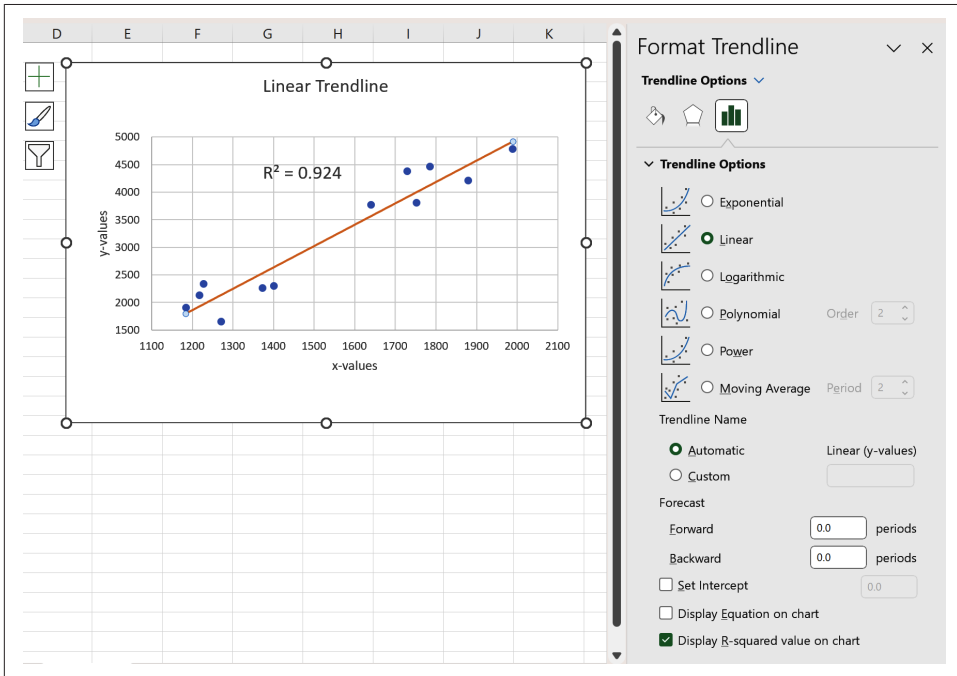 D E F G H I J K
Linear Trendline
5000
4500
4000
3500
3000
2500
2000
1500
y-values
R² = 0.924
1100 1200 1300 1400 1500 1600 1700 1800 1900 2000 2100
x-values
Format Trendline
Trendline Options
Trendline Options
Exponential
Linear
Logarithmic
Polynomial Order 2
Power
Moving Average Period 2
Trendline Name
Automatic Linear (y-values)
Custom
Forecast
Forward 0.0 periods
Backward 0.0 periods
Set Intercept 0.0
Display Equation on chart
Display R-squared value on chart